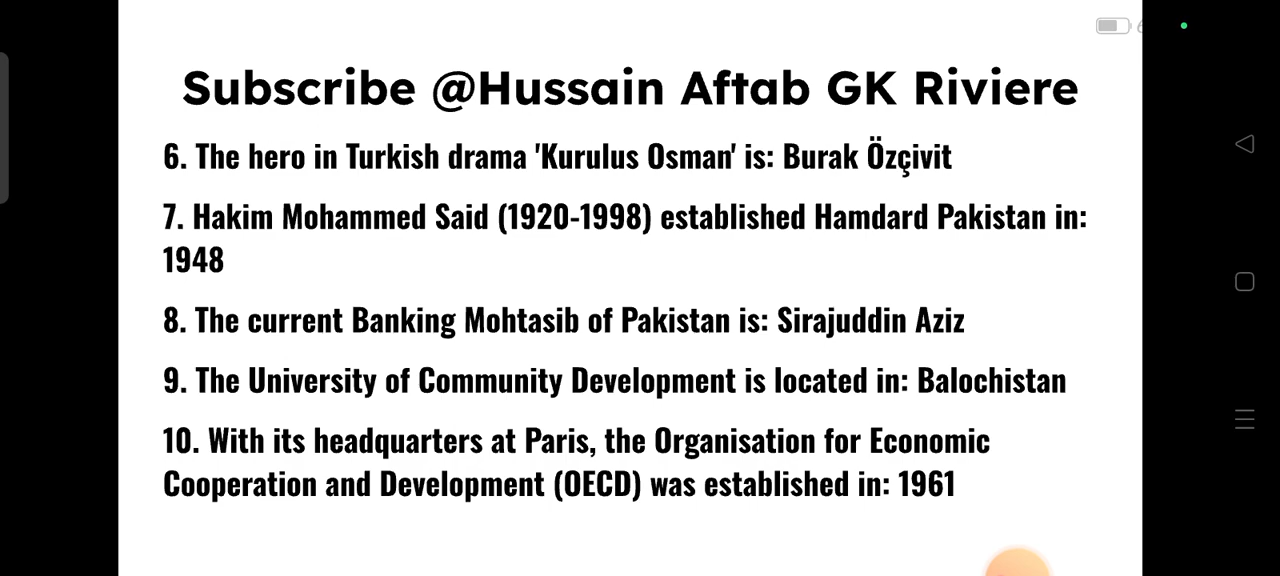 Subscribe @Hussain Aftab GK Riviere
6. The hero in Turkish drama 'Kurulus Osman' is: Burak Özçivit
7. Hakim Mohammed Said (1920-1998) established Hamdard Pakistan in:
1948
8. The current Banking Mohtasib of Pakistan is: Sirajuddin Aziz
9. The University of Community Development is located in: Balochistan
10. With its headquarters at Paris, the Organisation for Economic
Cooperation and Development (OECD) was established in: 1961